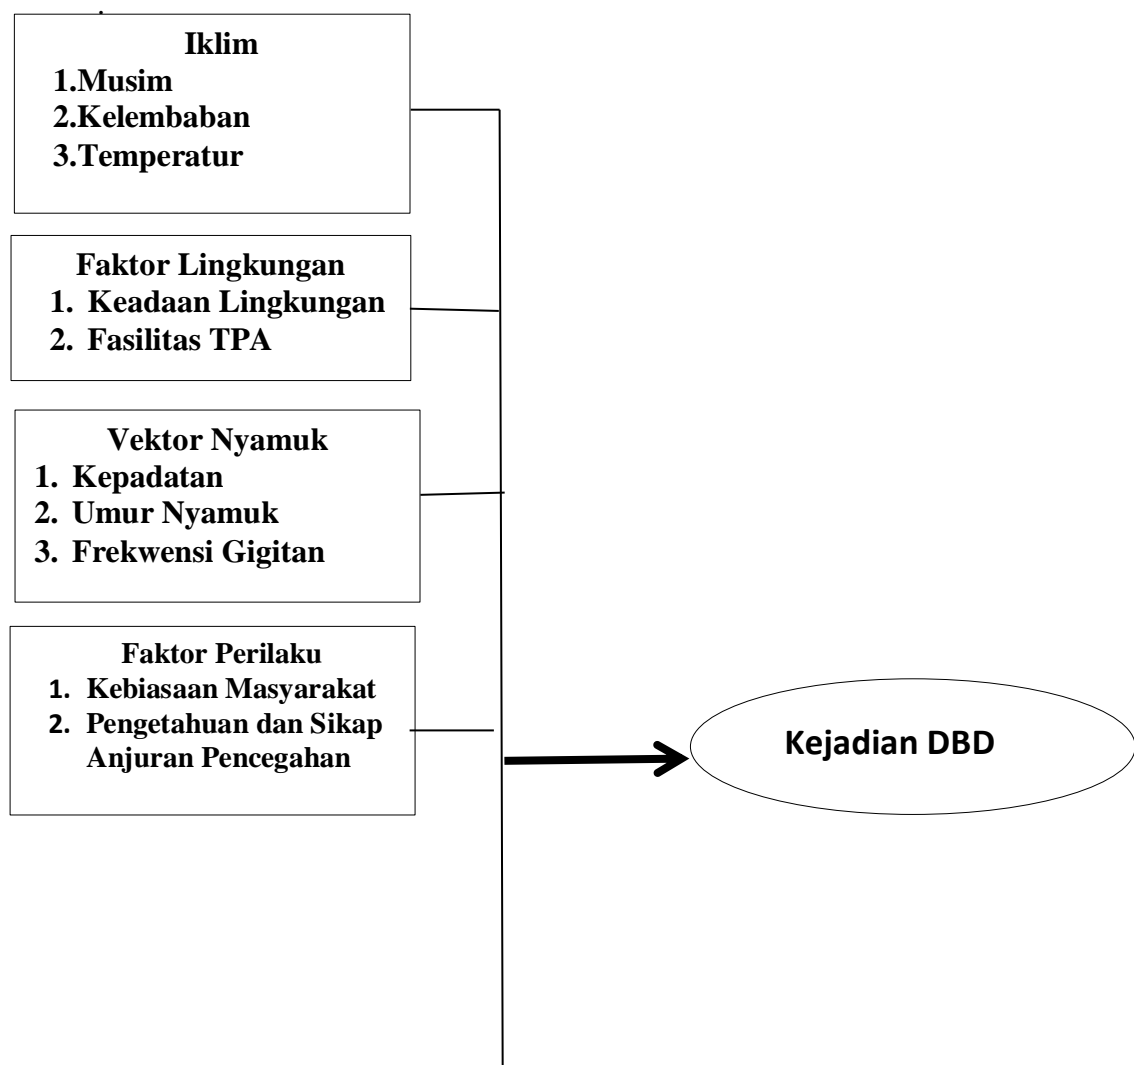 Iklim
1.Musim
2.Kelembaban
3.Temperatur
Faktor Lingkungan
1. Keadaan Lingkungan
2. Fasilitas TPA
Vektor Nyamuk
1. Kepadatan
2. Umur Nyamuk
3. Frekwensi Gigitan
Faktor Perilaku
1. Kebiasaan Masyarakat
2. Pengetahuan dan Sikap
Anjuran Pencegahan
Kejadian DBD